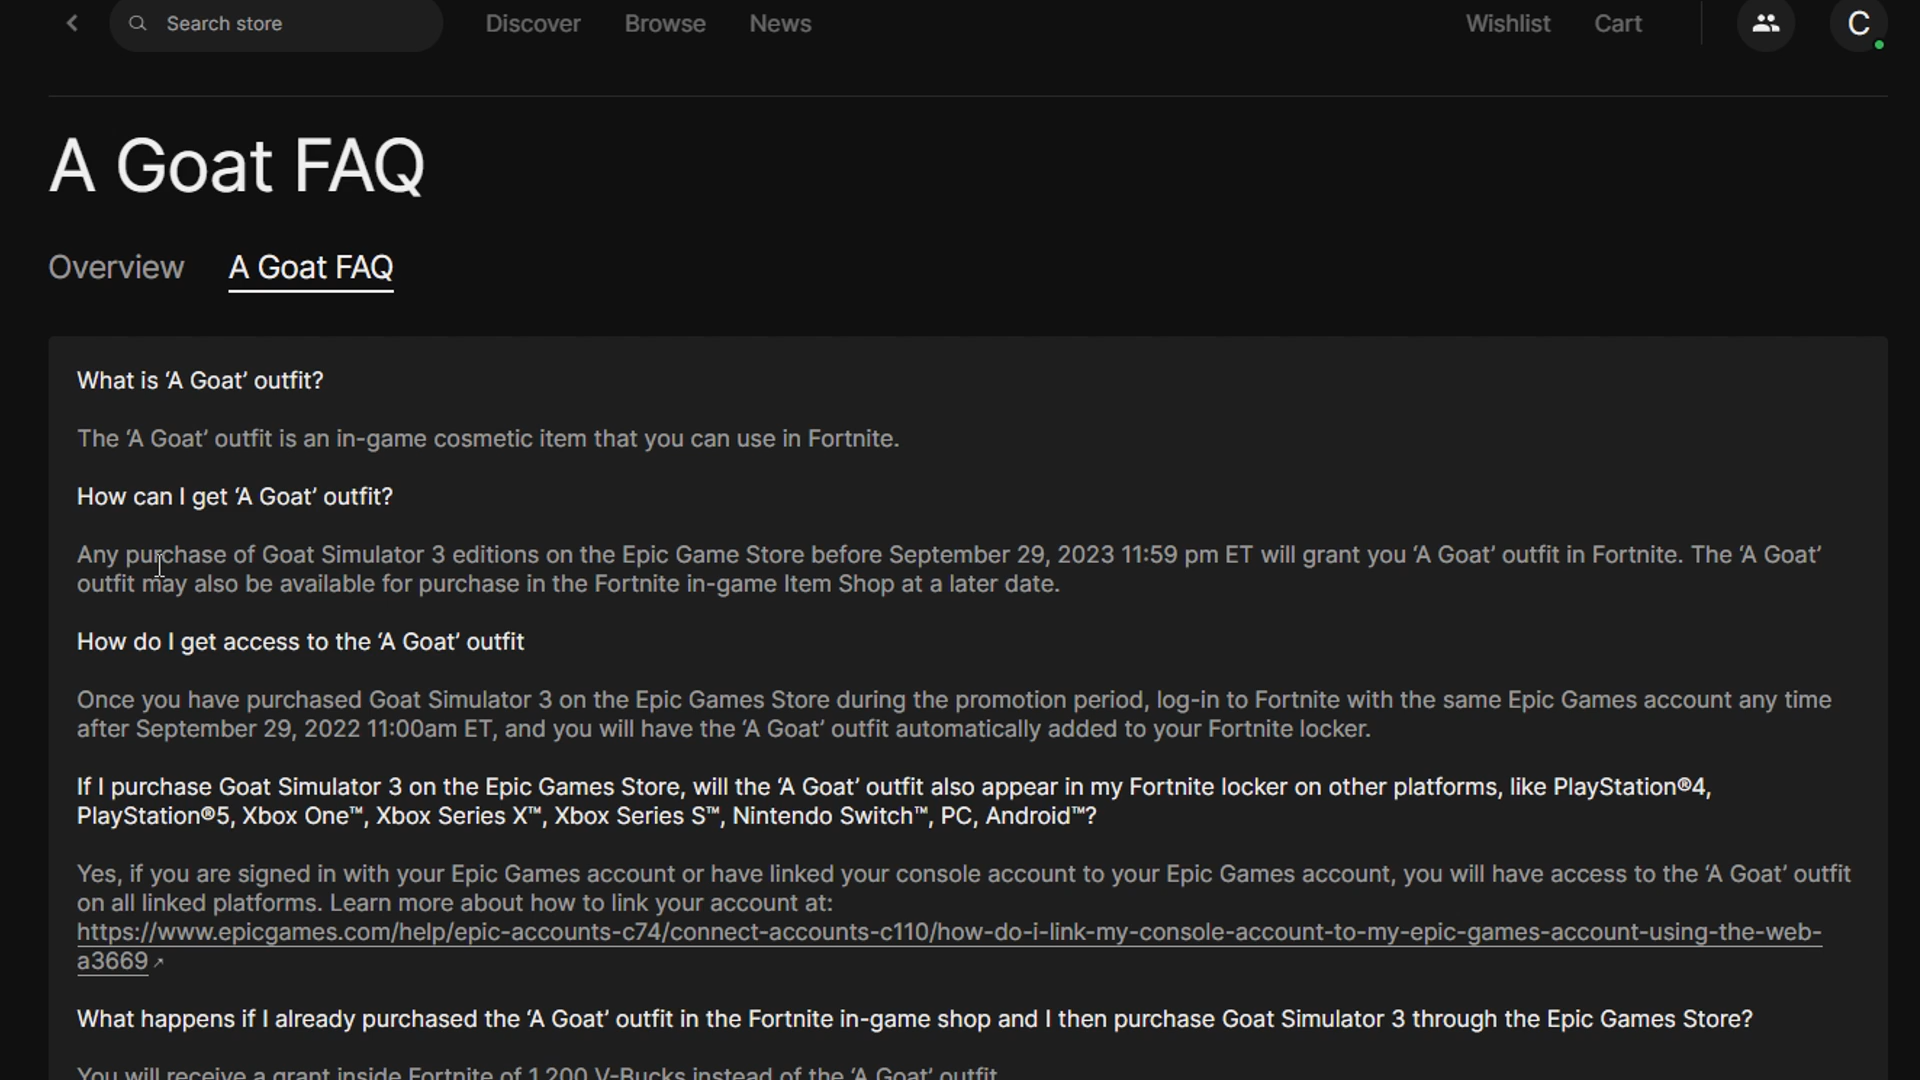 Search store
Discover
Browse
News
Wishlist
Cart
C
A Goat FAQ
Overview
A Goat FAQ
What is ‘A Goat’ outfit?
The ‘A Goat’ outfit is an in-game cosmetic item that you can use in Fortnite.
How can I get ‘A Goat’ outfit?
Any purchase of Goat Simulator 3 editions on the Epic Game Store before September 29, 2023 11:59 pm ET will grant you ‘A Goat’ outfit in Fortnite. The ‘A Goat’
outfit may also be available for purchase in the Fortnite in-game Item Shop at a later date.
How do I get access to the ‘A Goat’ outfit
Once you have purchased Goat Simulator 3 on the Epic Games Store during the promotion period, log-in to Fortnite with the same Epic Games account any time
after September 29, 2022 11:00am ET, and you will have the ‘A Goat’ outfit automatically added to your Fortnite locker.
If I purchase Goat Simulator 3 on the Epic Games Store, will the ‘A Goat’ outfit also appear in my Fortnite locker on other platforms, like PlayStation®4,
PlayStation®5, Xbox One™, Xbox Series X™, Xbox Series S™, Nintendo Switch™, PC, Android™?
Yes, if you are signed in with your Epic Games account or have linked your console account to your Epic Games account, you will have access to the ‘A Goat’ outfit
on all linked platforms. Learn more about how to link your account at:
https://www.epicgames.com/help/epic-accounts-c74/connect-accounts-c110/how-do-i-link-my-console-account-to-my-epic-games-account-using-the-web-
a3669
What happens if I already purchased the ‘A Goat’ outfit in the Fortnite in-game shop and I then purchase Goat Simulator 3 through the Epic Games Store?
You will receive a grant inside Fortnite of 1,200 V-Bucks instead of the ‘A Goat’ outfit